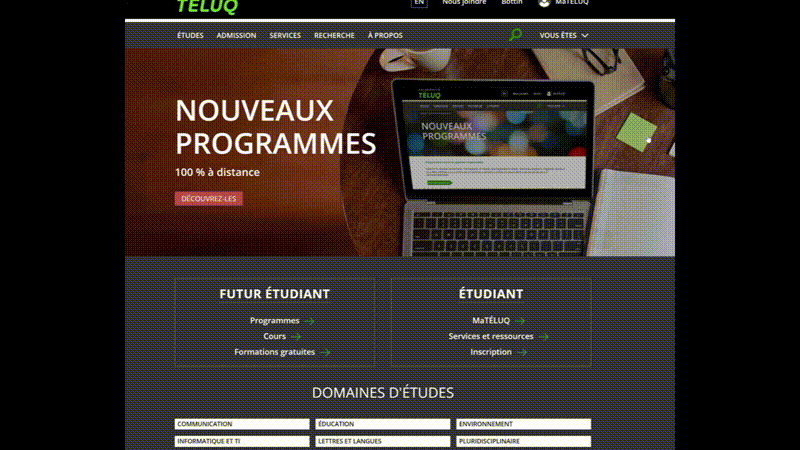 TÉLUQ
EN Nous joindre Bottin MaTÉLUQ
ÉTUDES ADMISSION SERVICES RECHERCHE À PROPOS VOUS ÊTES
TÉLUQ
NOUVEAUX
PROGRAMMES
NOUVEAUX
PROGRAMMES
100 % à distance
DÉCOUVREZ-LES
FUTUR ÉTUDIANT
Programmes
Cours
Formations gratuites
ÉTUDIANT
MaTÉLUQ
Services et ressources
Inscription
DOMAINES D'ÉTUDES
COMMUNICATION ÉDUCATION ENVIRONNEMENT
INFORMATIQUE ET TI LETTRES ET LANGUES PLURIDISCIPLINAIRE